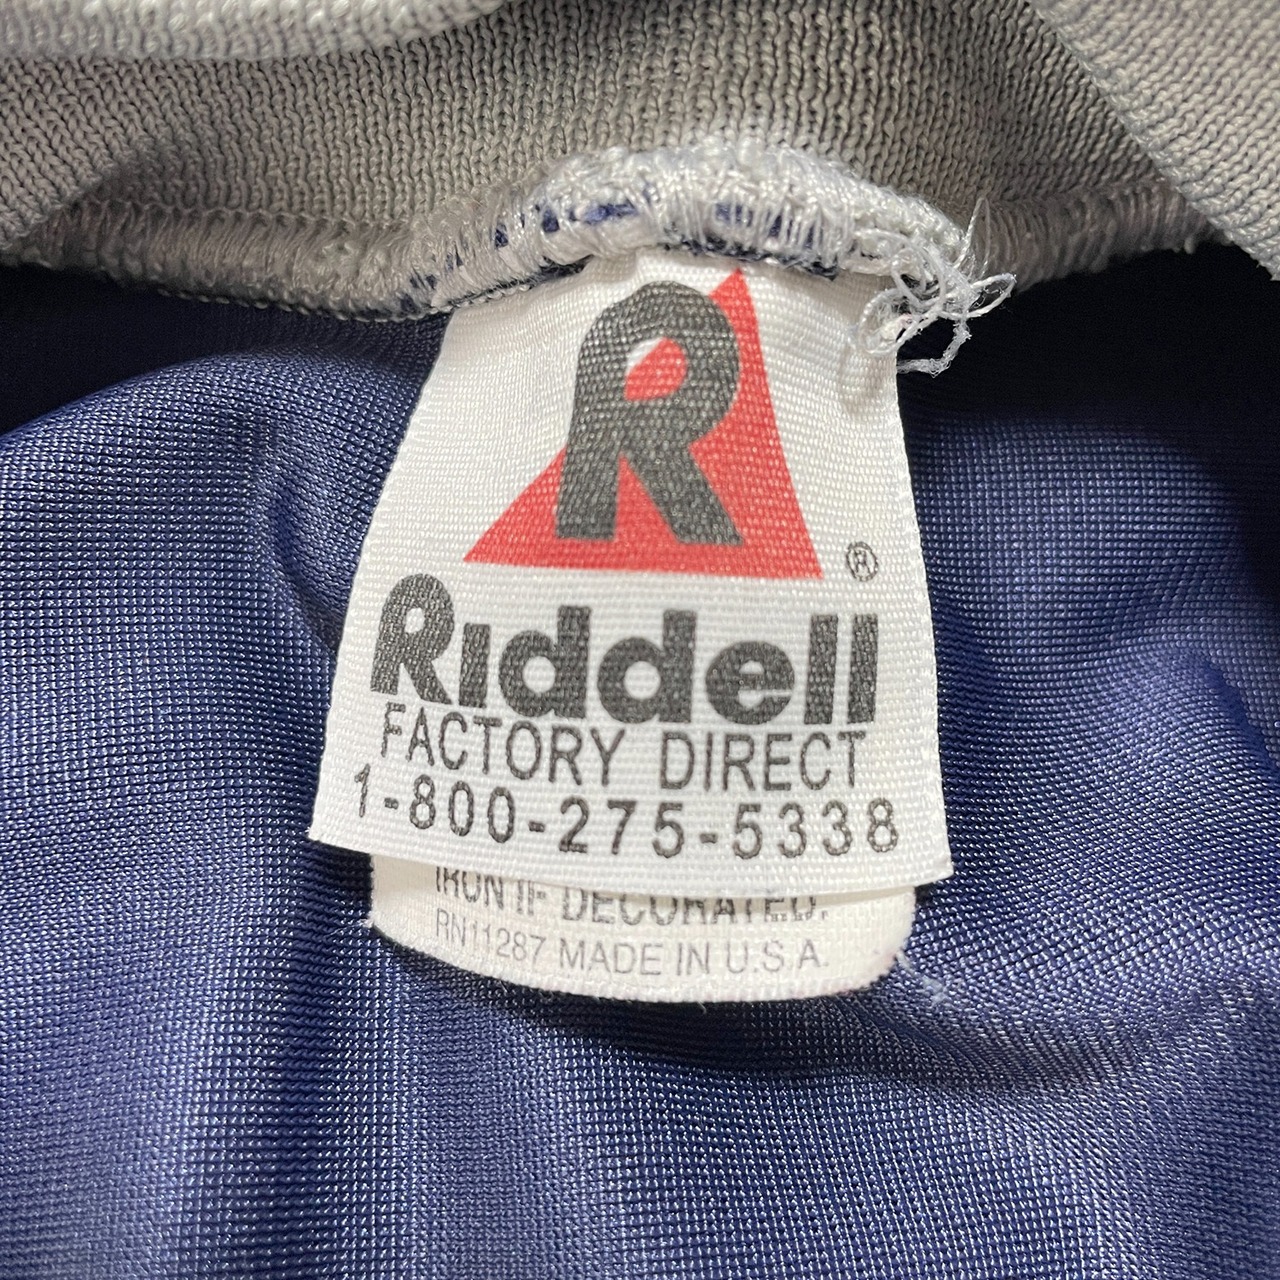 R
®
Riddell
FACTORY DIRECT
1-800-275-5338
IRON IF DECORATED.
RN11287 MADE IN U.S.A.